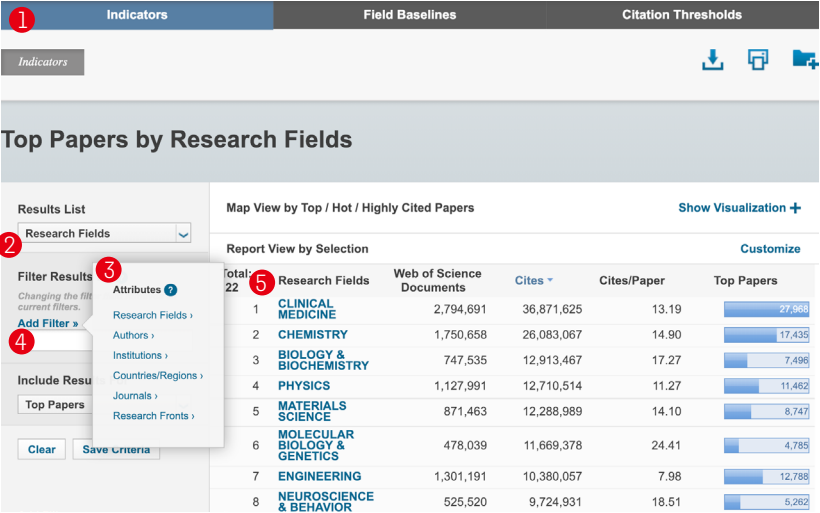 1
Indicators Field Baselines Citation Thresholds
Indicators
Top Papers by Research Fields
Results List
Research Fields
2
Filter Results
Changing the filt
current filters.
Add Filter »
4
Include Resu
Top Papers
Clear Save Criteria
3
Attributes ?
Research Fields ›
Authors ›
Institutions ›
Countries/Regions ›
Journals ›
Research Fronts ›
Map View by Top / Hot / Highly Cited Papers Show Visualization +
Report View by Selection Customize
Total:
22
5
Research Fields
Web of Science
Documents
Cites
Cites/Paper
Top Papers
1 CLINICAL
MEDICINE 2,794,691 36,871,625 13.19 27,968
2 CHEMISTRY 1,750,658 26,083,067 14.90 17,435
3 BIOLOGY &
BIOCHEMISTRY 747,535 12,913,467 17.27 7,496
4 PHYSICS 1,127,991 12,710,514 11.27 11,462
5 MATERIALS
SCIENCE 871,463 12,288,989 14.10 8,747
6 MOLECULAR
BIOLOGY &
GENETICS 478,039 11,669,378 24.41 4,785
7 ENGINEERING 1,301,191 10,380,057 7.98 12,788
8 NEUROSCIENCE
& BEHAVIOR 525,520 9,724,931 18.51 5,262